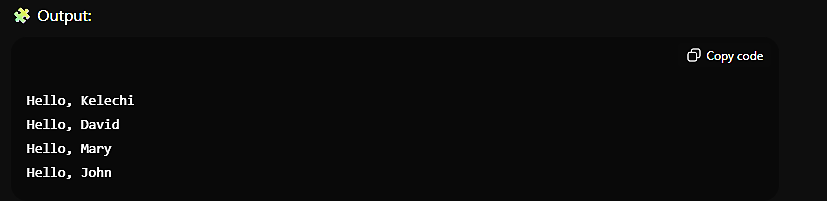 🧩 Output:
Copy code
Hello, Kelechi
Hello, David
Hello, Mary
Hello, John